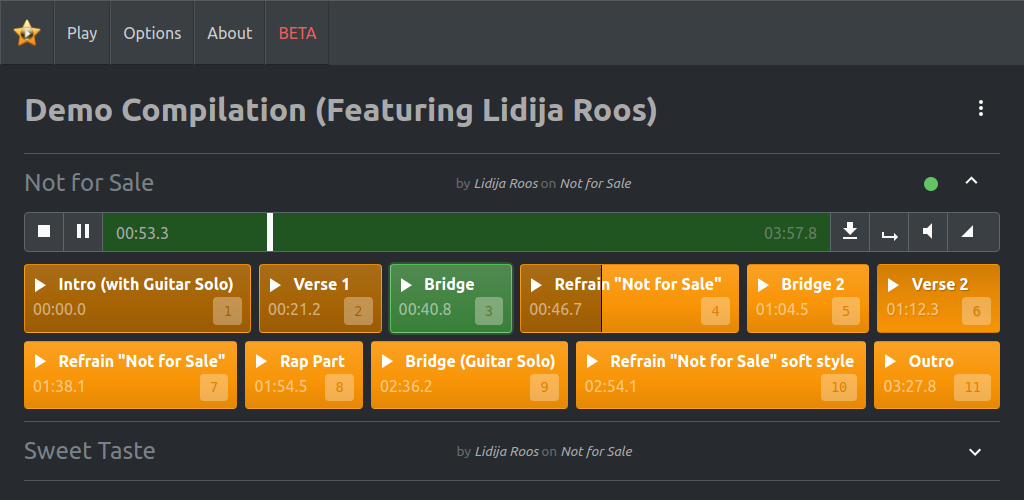 Play Options About BETA
Demo Compilation (Featuring Lidija Roos)
Not for Sale by Lidija Roos on Not for Sale
00:53.3 03:57.8
Intro (with Guitar Solo) Verse 1 Bridge Refrain "Not for Sale" Bridge 2 Verse 2
00:00.0 1 00:21.2 2 00:40.8 3 00:46.7 4 01:04.5 5 01:12.3 6
Refrain "Not for Sale" Rap Part Bridge (Guitar Solo) Refrain "Not for Sale" soft style Outro
01:38.1 7 01:54.5 8 02:36.2 9 02:54.1 10 03:27.8 11
Sweet Taste by Lidija Roos on Not for Sale